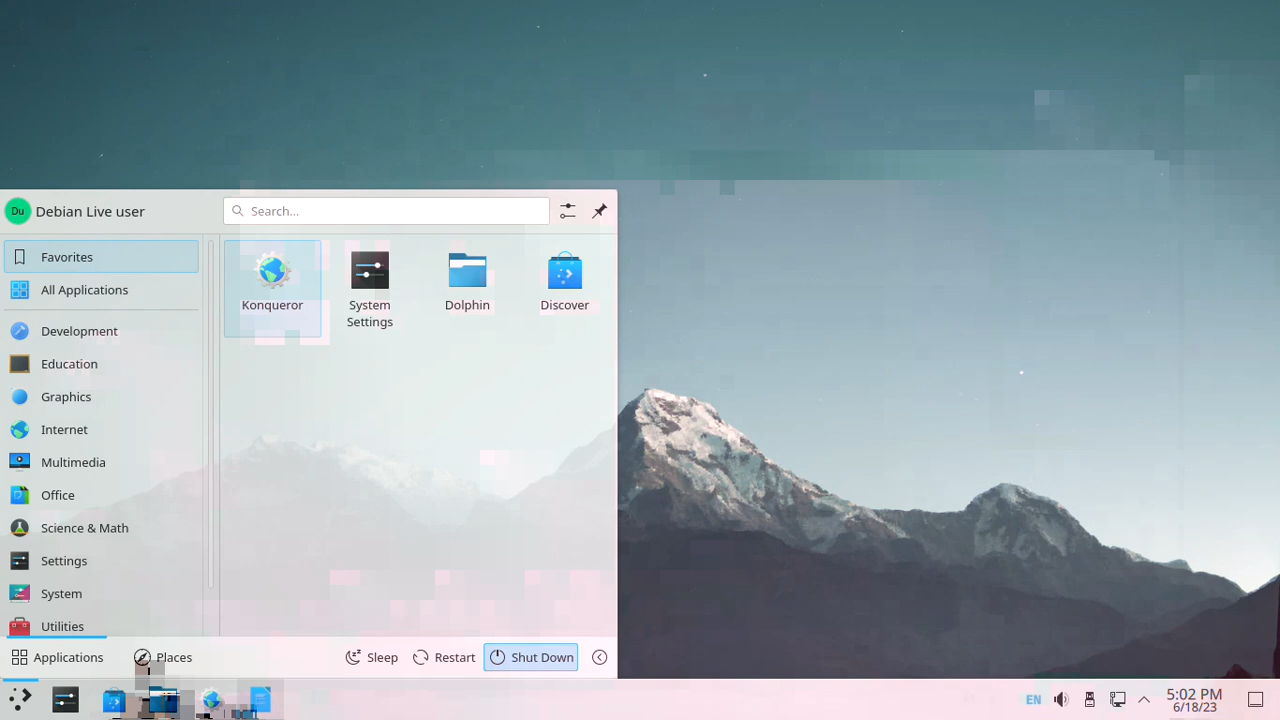 Du Debian Live user
Search...
Favorites
All Applications
Development
Education
Graphics
Internet
Multimedia
Office
Science & Math
Settings
System
Utilities
Konqueror
System
Settings
Dolphin
Discover
Applications
Places
Sleep
Restart
Shut Down
EN
5:02 PM
6/18/23